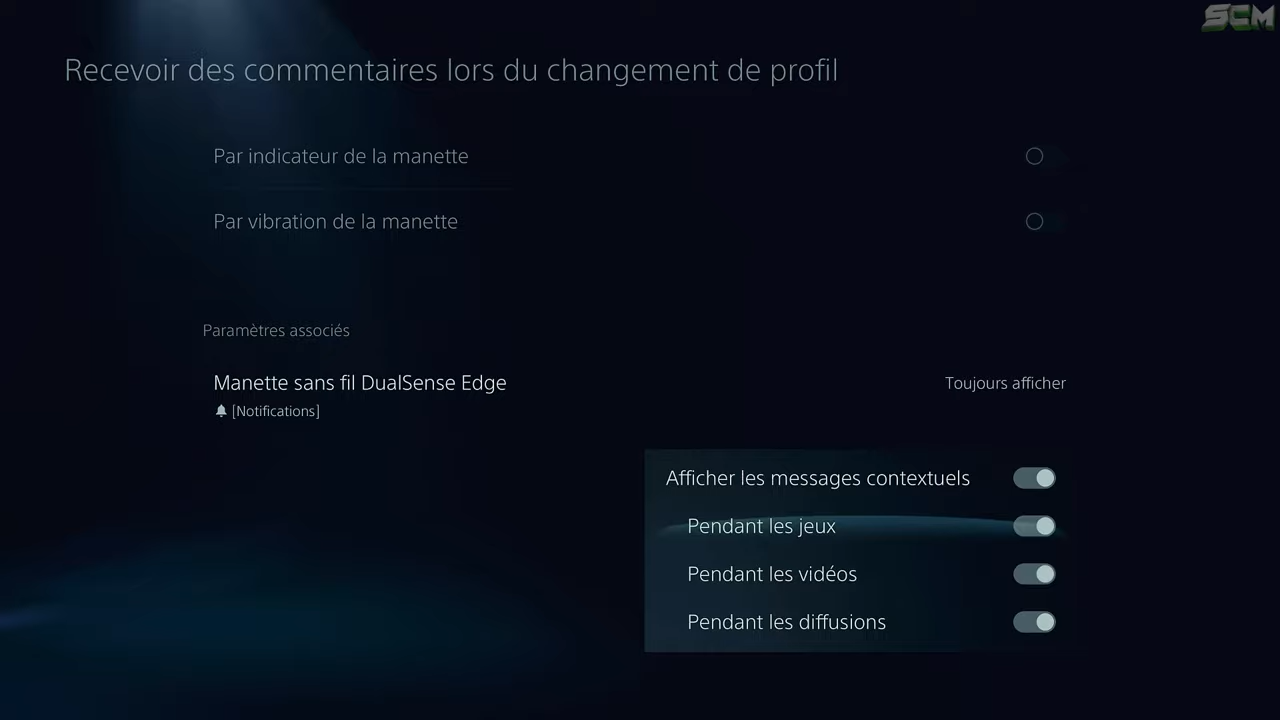 SCM
Recevoir des commentaires lors du changement de profil
Par indicateur de la manette
Par vibration de la manette
Paramètres associés
Manette sans fil DualSense Edge
Toujours afficher
[Notifications]
Afficher les messages contextuels
Pendant les jeux
Pendant les vidéos
Pendant les diffusions